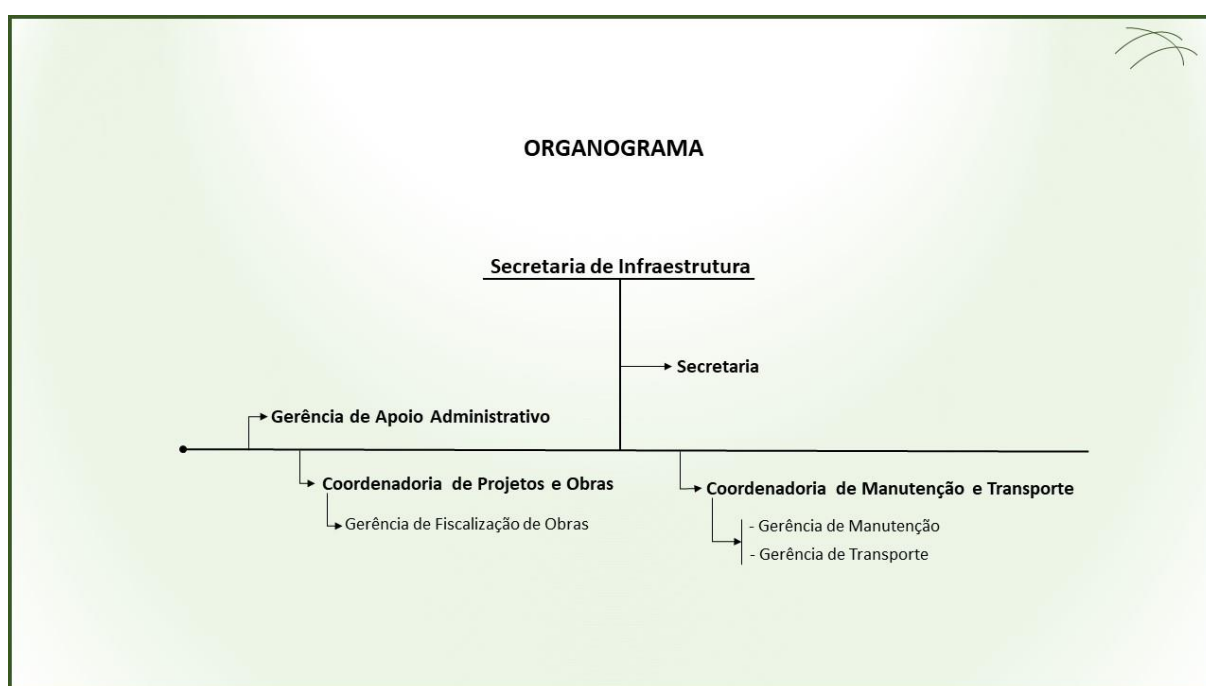 ORGANOGRAMA
Secretaria de Infraestrutura
Secretaria
Gerência de Apoio Administrativo
Coordenadoria de Projetos e Obras
Gerência de Fiscalização de Obras
Coordenadoria de Manutenção e Transporte
- Gerência de Manutenção
- Gerência de Transporte